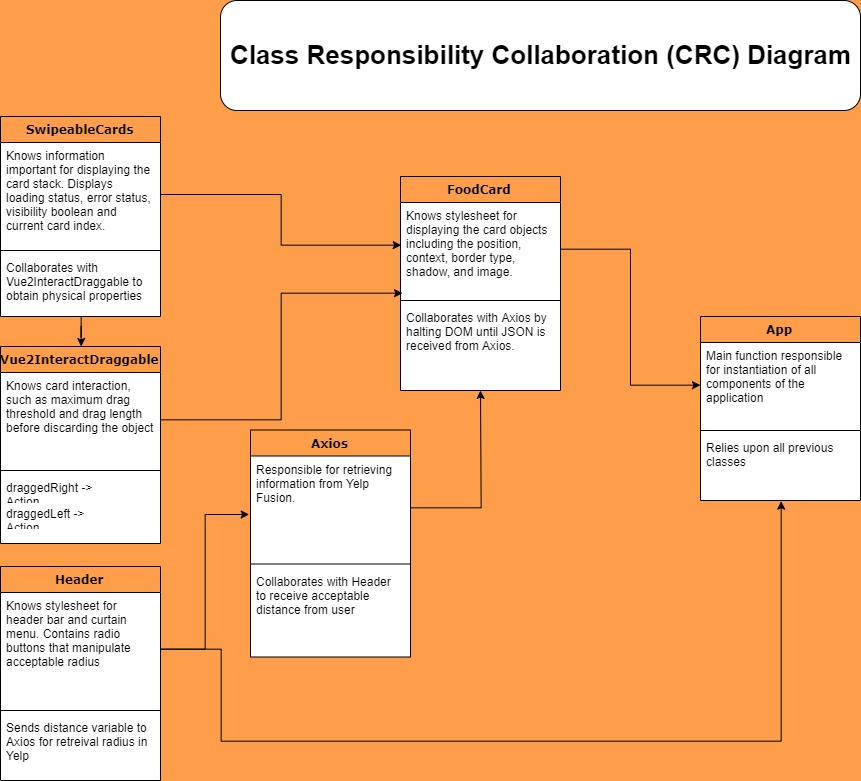 Class Responsibility Collaboration (CRC) Diagram
SwipeableCards
Knows information
important for displaying the
card stack. Displays
loading status, error status,
visibility boolean and
current card index.
Collaborates with
Vue2InteractDraggable to
obtain physical properties
Vue2InteractDraggable
Knows card interaction,
such as maximum drag
threshold and drag length
before discarding the object
draggedRight ->
Action
draggedLeft ->
Action
Header
Knows stylesheet for
header bar and curtain
menu. Contains radio
buttons that manipulate
acceptable radius
Sends distance variable to
Axios for retreival radius in
Yelp
Axios
Responsible for retrieving
information from Yelp
Fusion.
Collaborates with Header
to receive acceptable
distance from user
FoodCard
Knows stylesheet for
displaying the card objects
including the position,
context, border type,
shadow, and image.
Collaborates with Axios by
halting DOM until JSON is
received from Axios.
App
Main function responsible
for instantiation of all
components of the
application
Relies upon all previous
classes